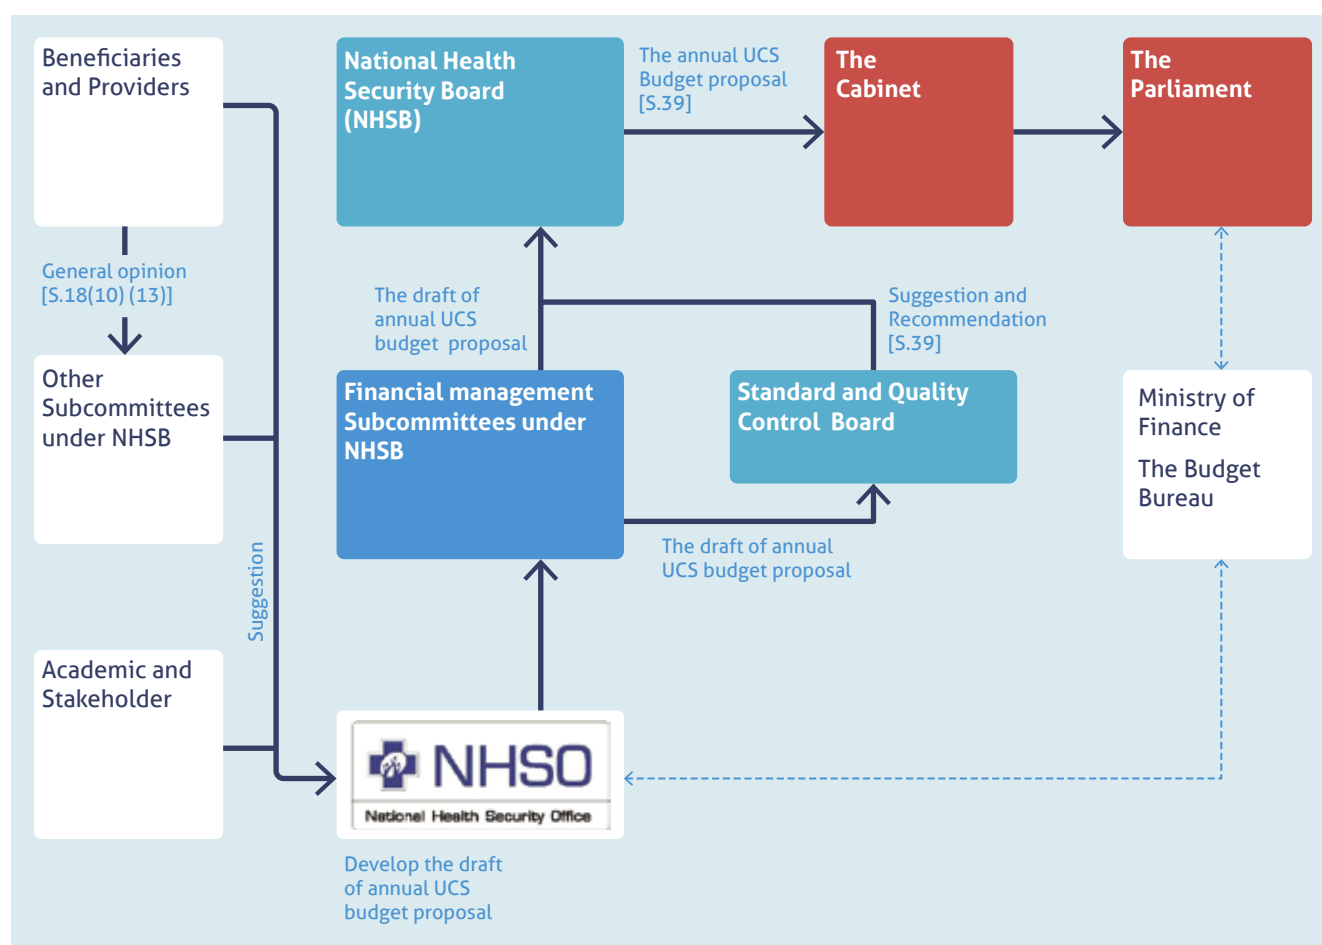 Beneficiaries
and Providers
National Health
Security Board
(NHSB)
The annual UCS
Budget proposal
[S.39]
The
Cabinet
The
Parliament
General opinion
[S.18(10) (13)]
The draft of
annual UCS
budget proposal
Suggestion and
Recommendation
[S.39]
Other
Subcommittees
under NHSB
Financial management
Subcommittees under
NHSB
Standard and Quality
Control Board
Ministry of
Finance
The Budget
Bureau
The draft of annual
UCS budget proposal
Suggestion
Academic and
Stakeholder
NHSO
National Health Security Office
Develop the draft
of annual UCS
budget proposal